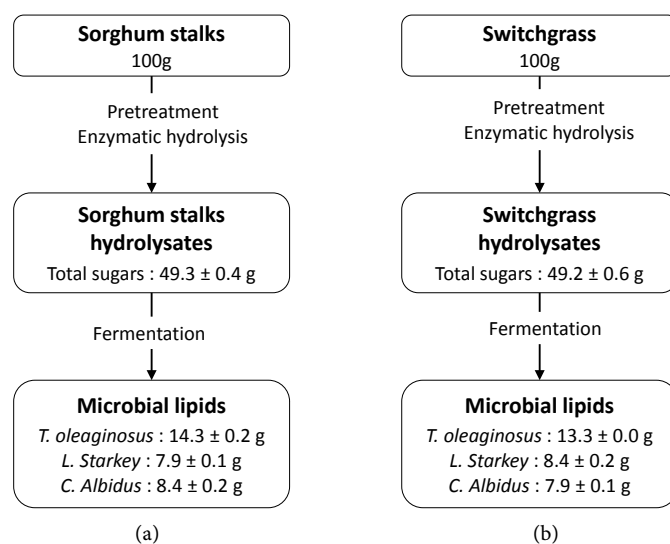 Sorghum stalks
100g
Pretreatment
Enzymatic hydrolysis
Sorghum stalks
hydrolysates
Total sugars : 49.3 ± 0.4 g
Fermentation
Microbial lipids
T. oleaginosus : 14.3 ± 0.2 g
L. Starkey : 7.9 ± 0.1 g
C. Albidus : 8.4 ± 0.2 g
(a)
Switchgrass
100g
Pretreatment
Enzymatic hydrolysis
Switchgrass
hydrolysates
Total sugars : 49.2 ± 0.6 g
Fermentation
Microbial lipids
T. oleaginosus : 13.3 ± 0.0 g
L. Starkey : 8.4 ± 0.2 g
C. Albidus : 7.9 ± 0.1 g
(b)